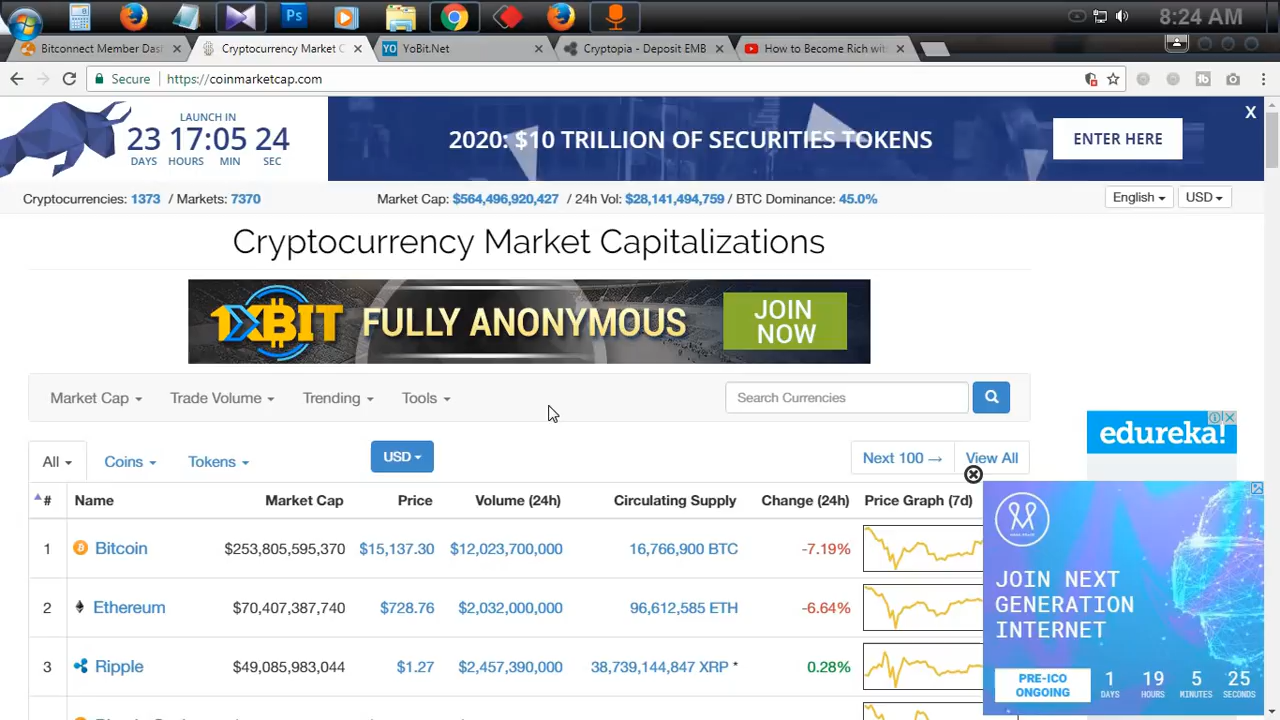 8:24 AM
Bitconnect Member Das
Cryptocurrency Market C
YoBit.Net
Cryptopia - Deposit EMB
How to Become Rich wit
Secure https://coinmarketcap.com
LAUNCH IN
23 17:05 24
DAYS HOURS MIN SEC
2020: $10 TRILLION OF SECURITIES TOKENS
ENTER HERE
X
Cryptocurrencies: 1373 / Markets: 7370
Market Cap: $564,496,920,427 / 24h Vol: $28,141,494,759 / BTC Dominance: 45.0%
English
USD
Cryptocurrency Market Capitalizations
1XBIT FULLY ANONYMOUS
JOIN
NOW
Market Cap Trade Volume Trending Tools
Search Currencies
edureka!
All Coins Tokens USD Next 100 → View All
# Name Market Cap Price Volume (24h) Circulating Supply Change (24h) Price Graph (7d)
1 Bitcoin $253,805,595,370 $15,137.30 $12,023,700,000 16,766,900 BTC -7.19%
2 Ethereum $70,407,387,740 $728.76 $2,032,000,000 96,612,585 ETH -6.64%
3 Ripple $49,085,983,044 $1.27 $2,457,390,000 38,739,144,847 XRP * 0.28%
JOIN NEXT
GENERATION
INTERNET
PRE-ICO
ONGOING
1 19 5 25
DAYS HOURS MINUTES SECONDS